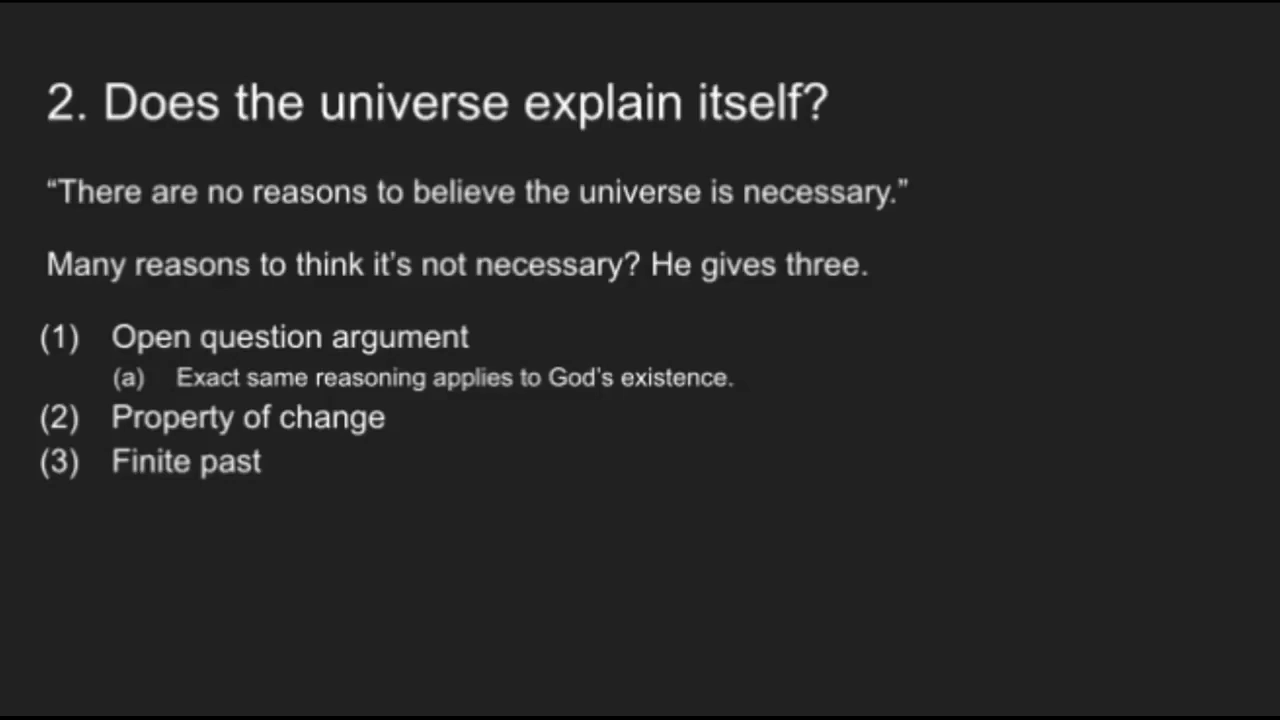 2. Does the universe explain itself?
“There are no reasons to believe the universe is necessary.”
Many reasons to think it’s not necessary? He gives three.
(1) Open question argument
(a) Exact same reasoning applies to God’s existence.
(2) Property of change
(3) Finite past